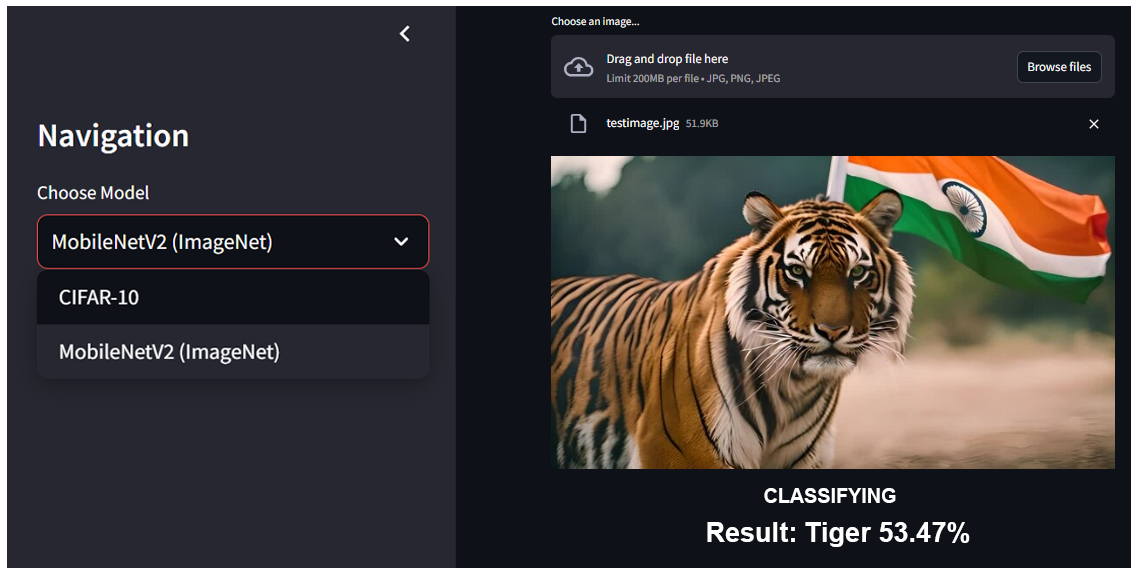 Navigation
Choose Model
MobileNetV2 (ImageNet)
CIFAR-10
MobileNetV2 (ImageNet)
Choose an image...
Drag and drop file here
Limit 200MB per file • JPG, PNG, JPEG
Browse files
testimage.jpg 51.9KB
CLASSIFYING
Result: Tiger 53.47%